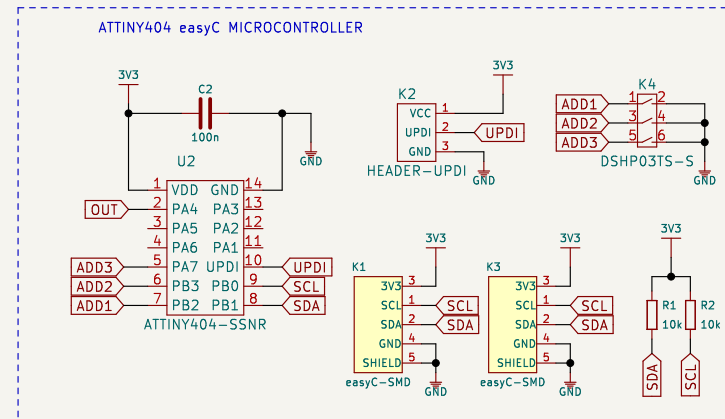 ATTINY404 easyC MICROCONTROLLER
3V3
C2
100n
GND
U2
1 VDD GND 14
OUT 2 PA4 PA3 13
3 PA5 PA2 12
4 PA6 PA1 11
ADD3 5 PA7 UPDI 10 UPDI
ADD2 6 PB3 PB0 9 SCL
ADD1 7 PB2 PB1 8 SDA
ATTINY404-SSNR
3V3
K2
VCC 1
UPDI 2 UPDI
GND 3
HEADER-UPDI
GND
K4
ADD1 1 2
ADD2 3 4
ADD3 5 6
DSHP03TS-S
GND
3V3
K1
3V3 3
SCL 1 SCL
SDA 2 SDA
GND 4
SHIELD 5
easyC-SMD
GND
3V3
K3
3V3 3
SCL 1 SCL
SDA 2 SDA
GND 4
SHIELD 5
easyC-SMD
GND
3V3
R1 R2
10k 10k
SDA SCL